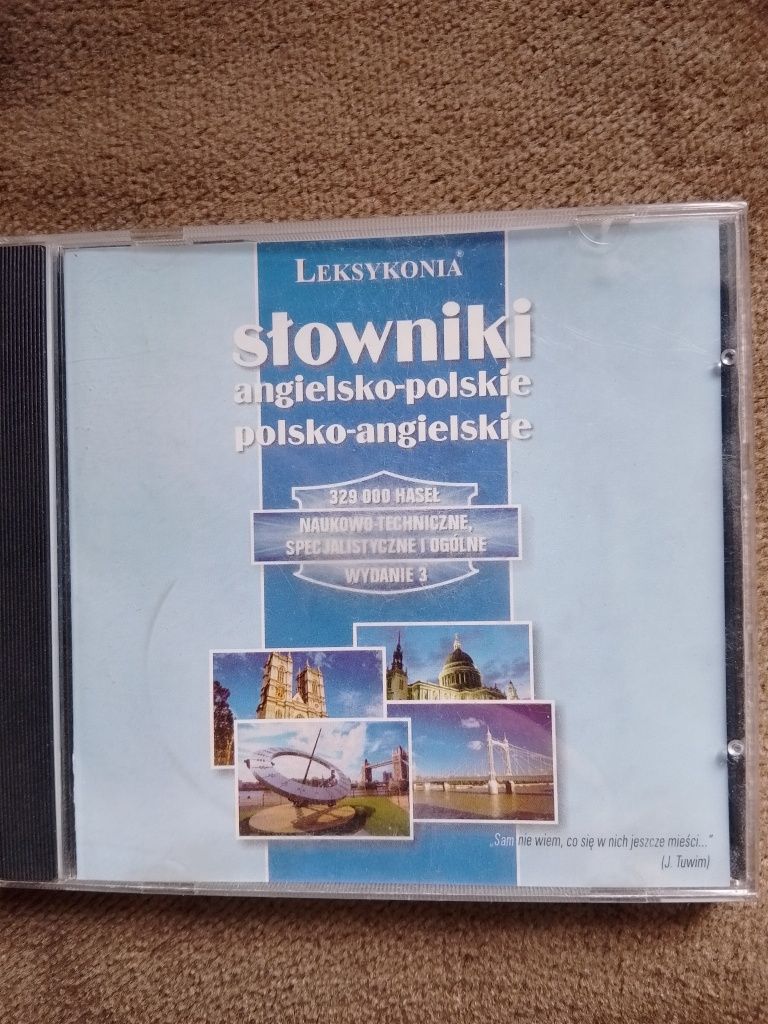 LEKSYKONIA®
słowniki
angielsko-polskie
polsko-angielskie
329 000 HASEŁ
NAUKOWO-TECHNICZNE,
SPECJALISTYCZNE I OGÓLNE
WYDANIE 3
„Sam nie wiem, co się w nich jeszcze mieści..."
(J. Tuwim)